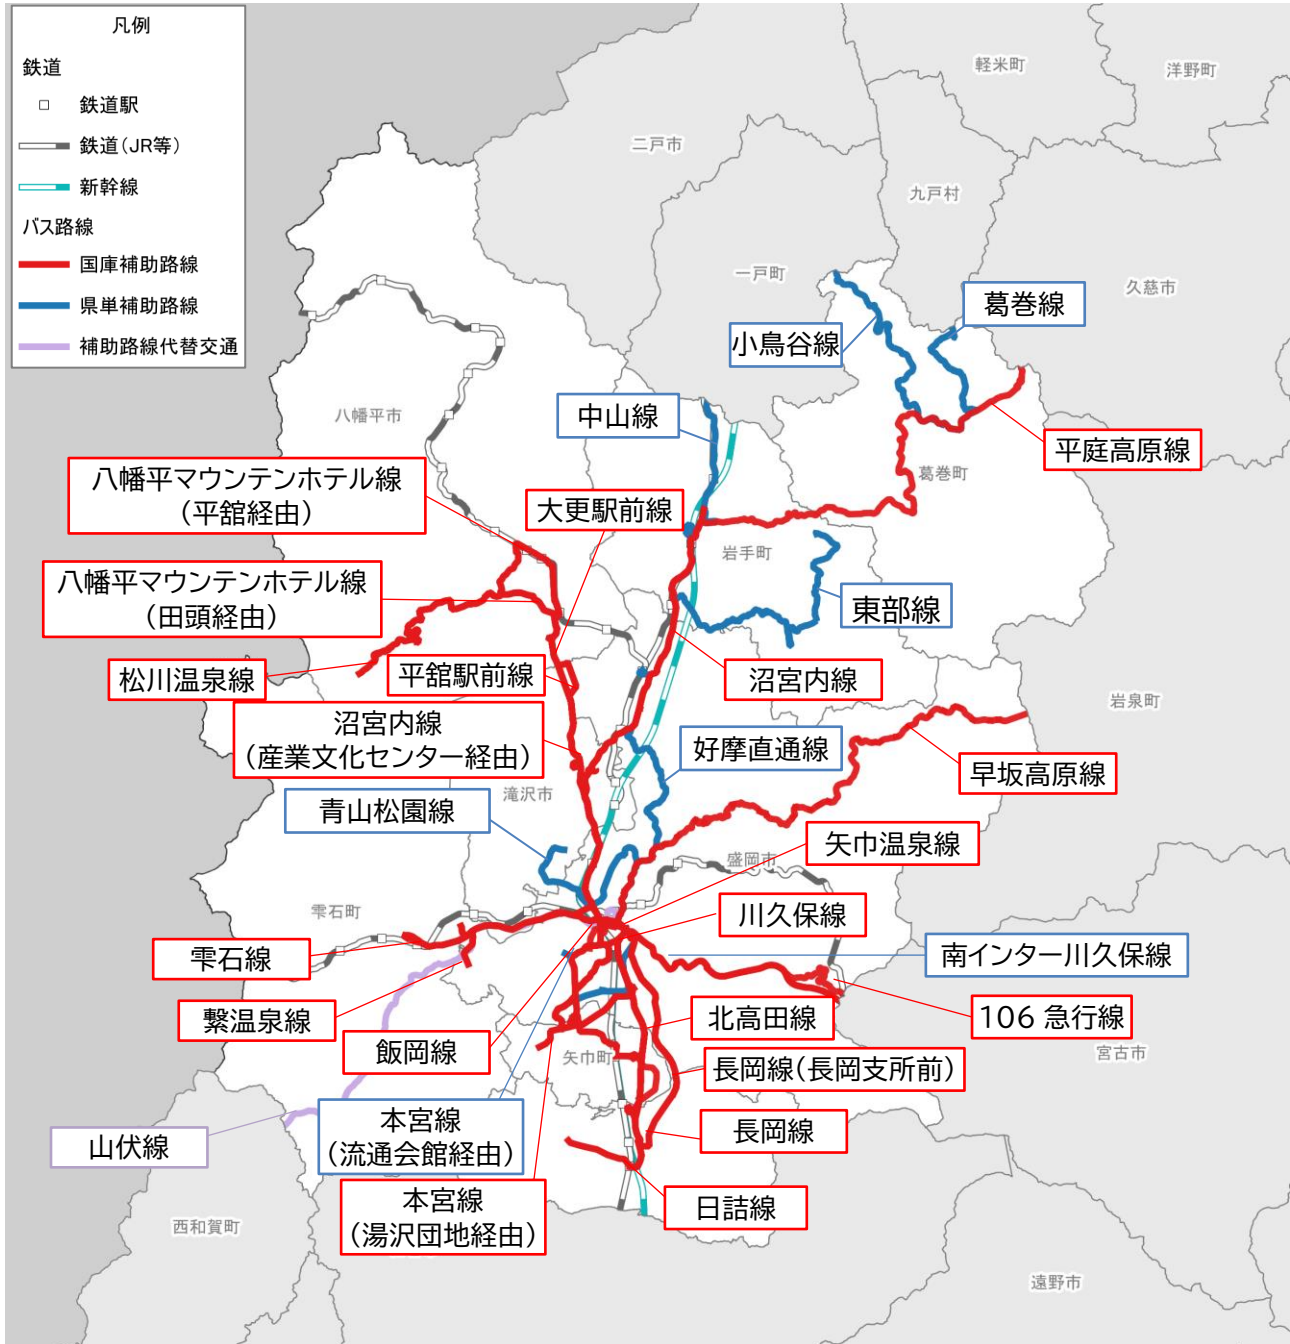 凡例
鉄道
鉄道駅
鉄道(JR等)
新幹線
バス路線
国庫補助路線
県単補助路線
補助路線代替交通
軽米町
洋野町
二戸市
九戸村
一戸町
久慈市
葛巻線
小鳥谷線
八幡平市
中山線
平庭高原線
葛巻町
八幡平マウンテンホテル線
(平舘経由)
大更駅前線
岩手町
八幡平マウンテンホテル線
(田頭経由)
東部線
松川温泉線
平舘駅前線
沼宮内線
岩泉町
沼宮内線
(産業文化センター経由)
好摩直通線
早坂高原線
滝沢市
青山松園線
矢巾温泉線
盛岡市
雫石町
川久保線
雫石線
南インター川久保線
繋温泉線
北高田線
106 急行線
飯岡線
矢巾町
長岡線(長岡支所前)
宮古市
本宮線
(流通会館経由)
長岡線
山伏線
本宮線
(湯沢団地経由)
日詰線
西和賀町
遠野市